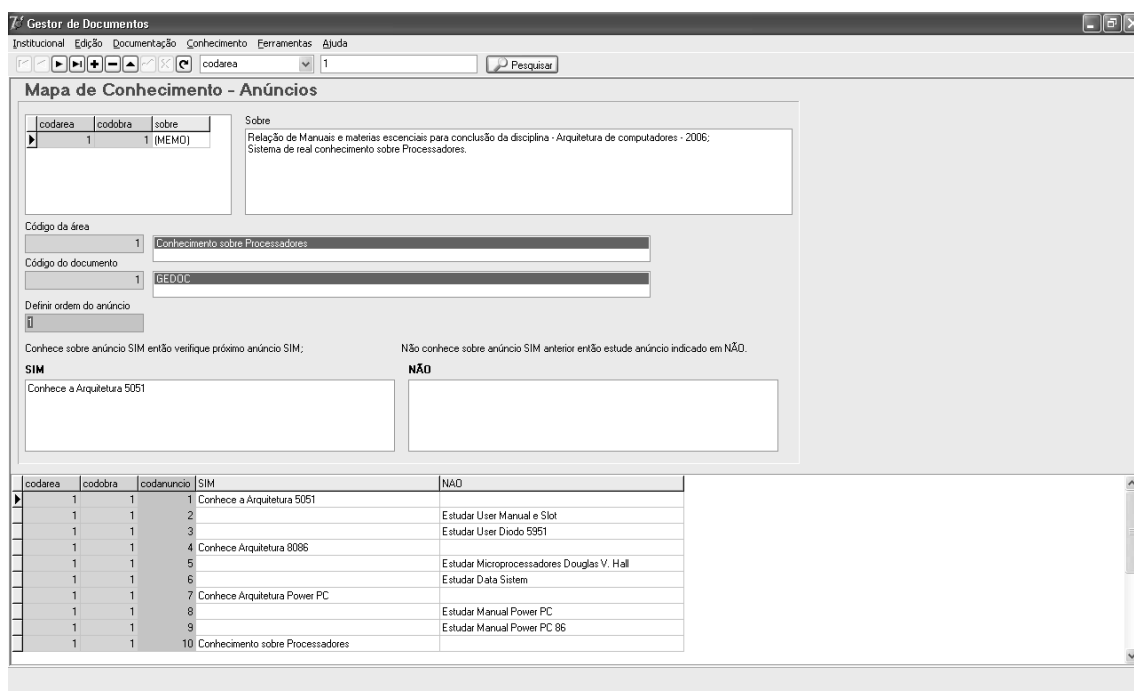 Gestor de Documentos
Institucional Edição Documentação Conhecimento Ferramentas Ajuda
codarea 1 Pesquisar
Mapa de Conhecimento - Anúncios
codarea codobra sobre
1 1 (MEMO)
Sobre
Relação de Manuais e materias escenciais para conclusão da disciplina - Arquitetura de computadores - 2006;
Sistema de real conhecimento sobre Processadores.
Código da área
1 Conhecimento sobre Processadores
Código do documento
1 GEDOC
Definir ordem do anúncio
1
Conhece sobre anúncio SIM então verifique próximo anúncio SIM; Não conhece sobre anúncio SIM anterior então estude anúncio indicado em NÃO.
SIM NÃO
Conhece a Arquitetura 5051
codarea codobra codanuncio SIM NAO
1 1 1 Conhece a Arquitetura 5051
1 1 2 Estudar User Manual e Slot
1 1 3 Estudar User Diodo 5951
1 1 4 Conhece Arquitetura 8086
1 1 5 Estudar Microprocessadores Douglas V. Hall
1 1 6 Estudar Data Sistem
1 1 7 Conhece Arquitetura Power PC
1 1 8 Estudar Manual Power PC
1 1 9 Estudar Manual Power PC 86
1 1 10 Conhecimento sobre Processadores